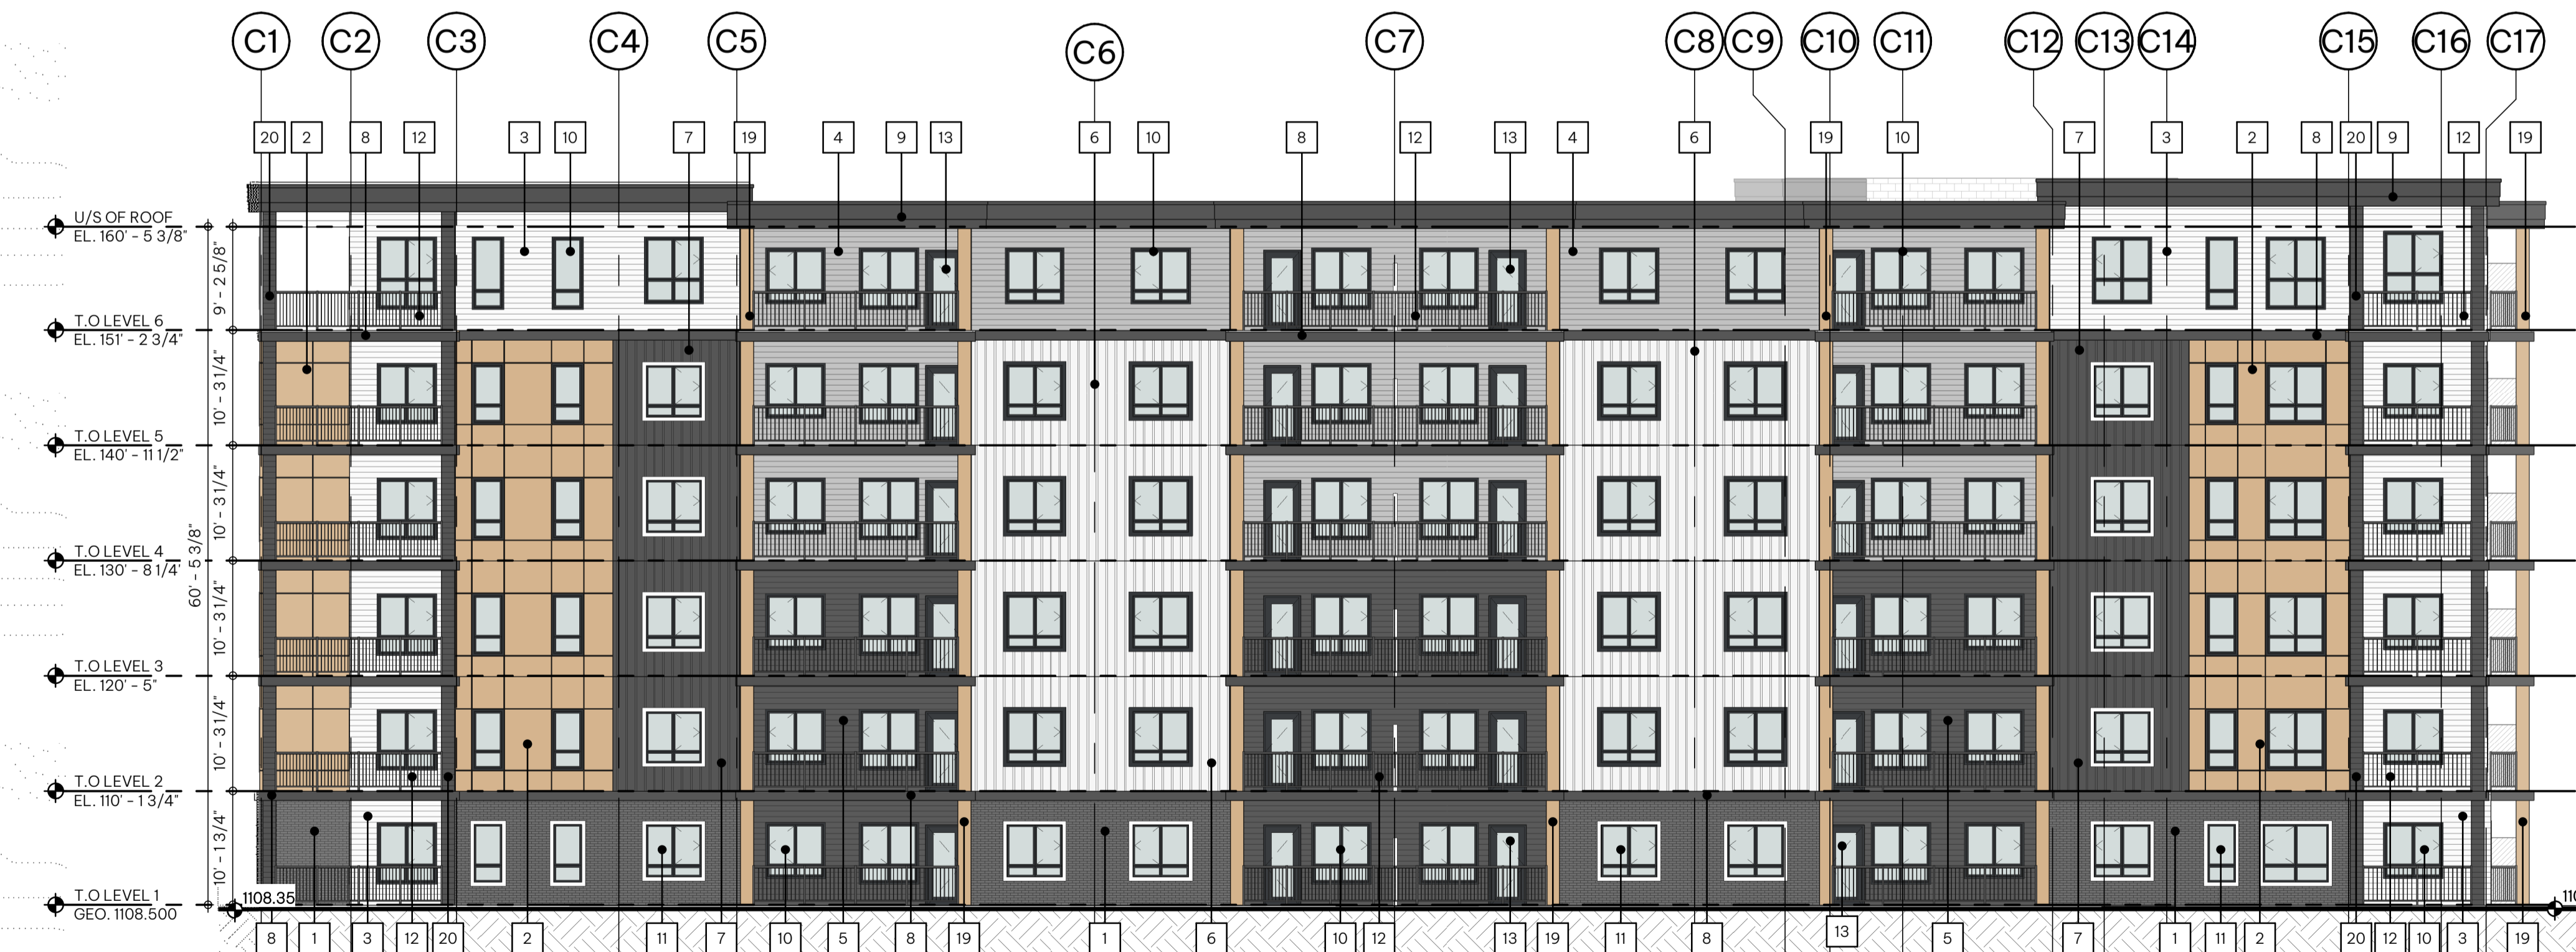 C1 C2 C3 C4 C5 C6 C7 C8 C9 C10 C11 C12 C13 C14 C15 C16 C17
20 2 8 12 3 10 7 19 4 9 13 6 10 8 12 13 4 6 19 10 7 3 2 8 20 9 12 19
U/S OF ROOF
EL. 160' - 5 3/8"
9' - 2 5/8"
T.O LEVEL 6
EL. 151' - 2 3/4"
10' - 3 1/4"
T.O LEVEL 5
EL. 140' - 11 1/2"
10' - 3 1/4"
60' - 5 3/8"
T.O LEVEL 4
EL. 130' - 8 1/4"
10' - 3 1/4"
T.O LEVEL 3
EL. 120' - 5"
10' - 3 1/4"
T.O LEVEL 2
EL. 110' - 1 3/4"
10' - 1 3/4"
T.O LEVEL 1
GEO. 1108.500
1108.35
8 1 3 12 20 2 11 7 10 5 8 19 1 6 10 12 13 19 11 8 13 5 7 1 11 2 20 12 10 3 19